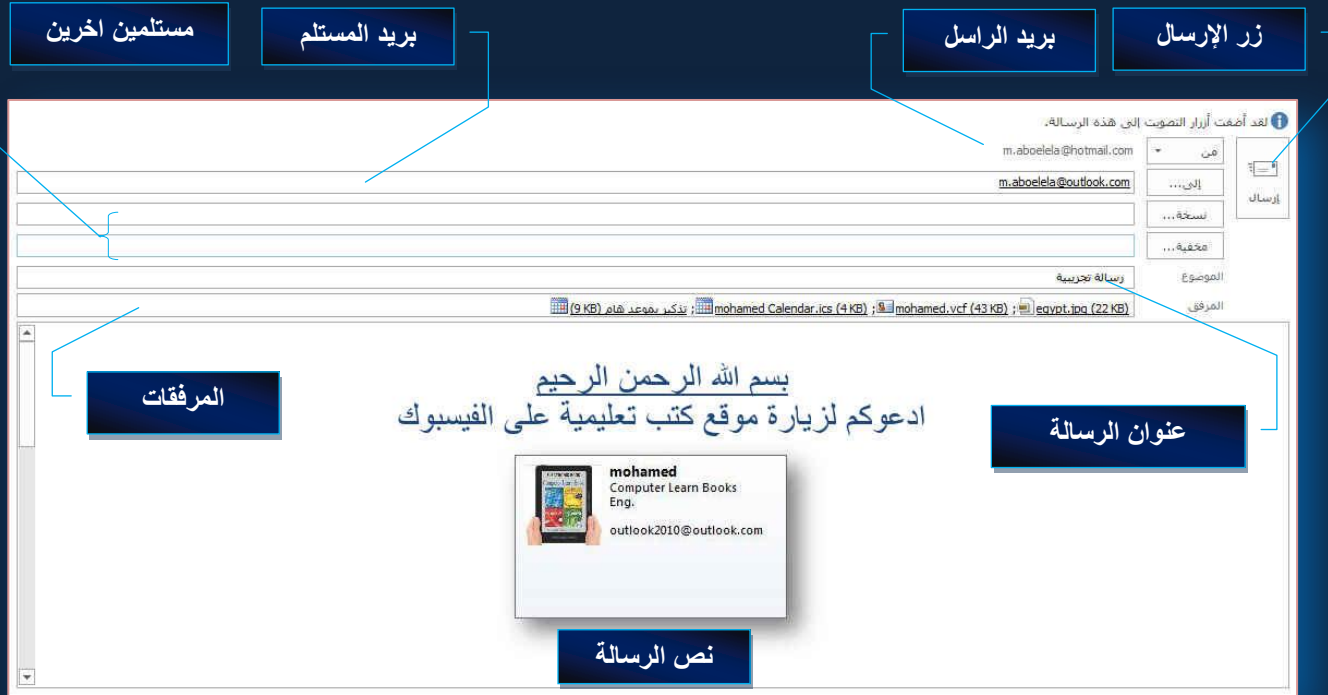 زر الإرسال
بريد الراسل
بريد المستلم
مستلمين اخرين
لقد أضفت أزرار التصويت إلى هذه الرسالة.
إرسال
من m.aboelela@hotmail.com
إلى... m.aboelela@outlook.com
نسخة...
مخفية...
الموضوع رسالة تجريبية
المرفق egypt.jpg (22 KB); mohamed.vcf (43 KB); mohamed Calendar.ics (4 KB); تذكير بموعد هام (9 KB)
بسم الله الرحمن الرحيم
ادعوكم لزيارة موقع كتب تعليمية على الفيسبوك
المرفقات
عنوان الرسالة
mohamed
Computer Learn Books
Eng.
outlook2010@outlook.com
نص الرسالة